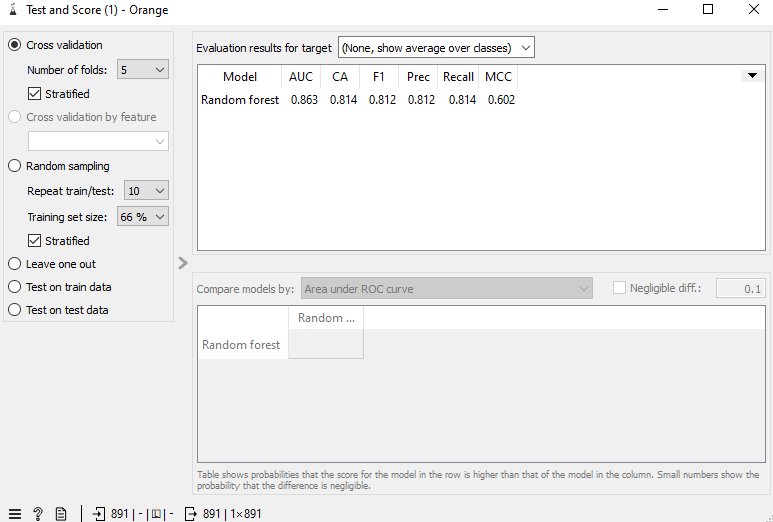 Test and Score (1) - Orange
Cross validation
Number of folds: 5
Stratified
Cross validation by feature
Random sampling
Repeat train/test: 10
Training set size: 66 %
Stratified
Leave one out
Test on train data
Test on test data
Evaluation results for target (None, show average over classes)
Model AUC CA F1 Prec Recall MCC
Random forest 0.863 0.814 0.812 0.812 0.814 0.602
Compare models by: Area under ROC curve Negligible diff.: 0.1
Random ...
Random forest
Table shows probabilities that the score for the model in the row is higher than that of the model in the column. Small numbers show the
probability that the difference is negligible.
891 | - | | - 891 | 1×891